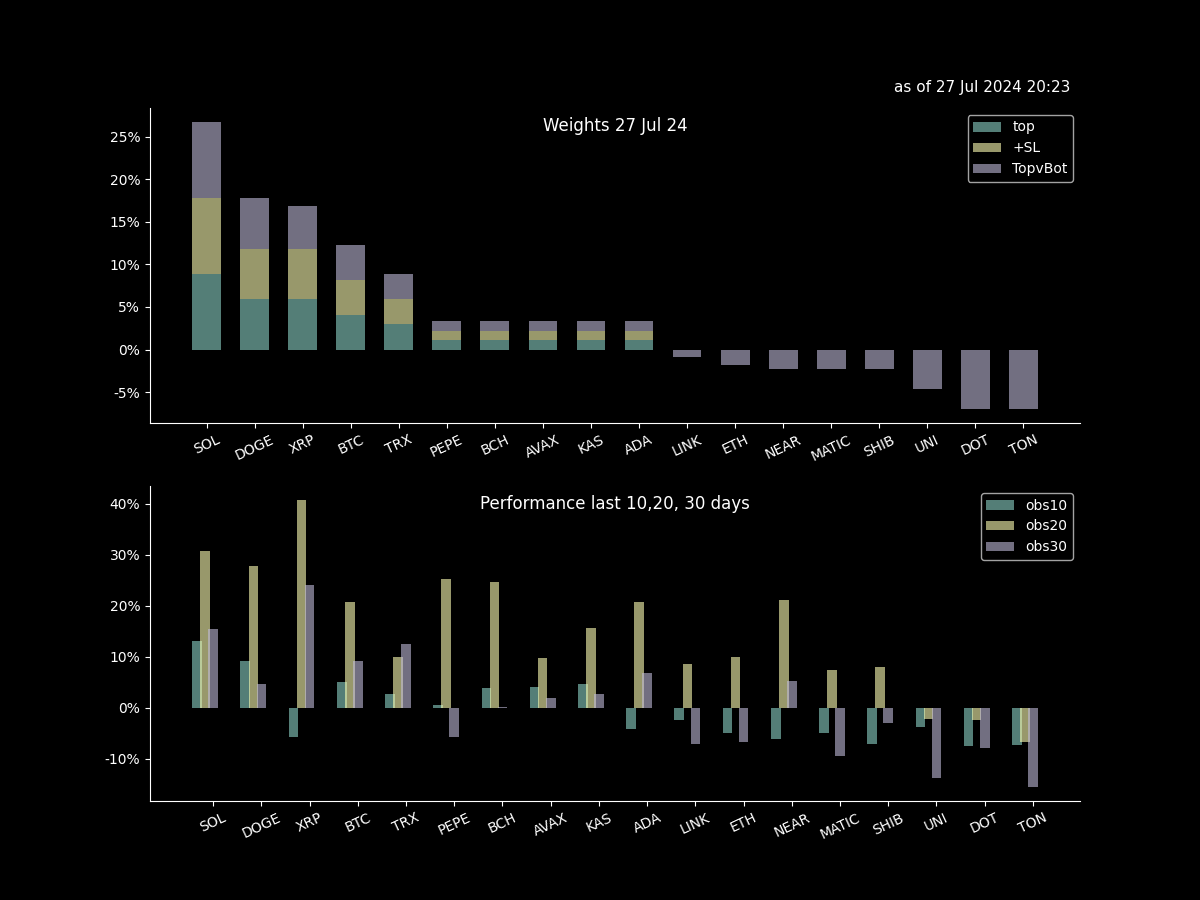 as of 27 Jul 2024 20:23
Weights 27 Jul 24
top
+SL
TopvBot
25%
20%
15%
10%
5%
0%
-5%
SOL DOGE XRP BTC TRX PEPE BCH AVAX KAS ADA LINK ETH NEAR MATIC SHIB UNI DOT TON
Performance last 10,20, 30 days
obs10
obs20
obs30
40%
30%
20%
10%
0%
-10%
SOL DOGE XRP BTC TRX PEPE BCH AVAX KAS ADA LINK ETH NEAR MATIC SHIB UNI DOT TON